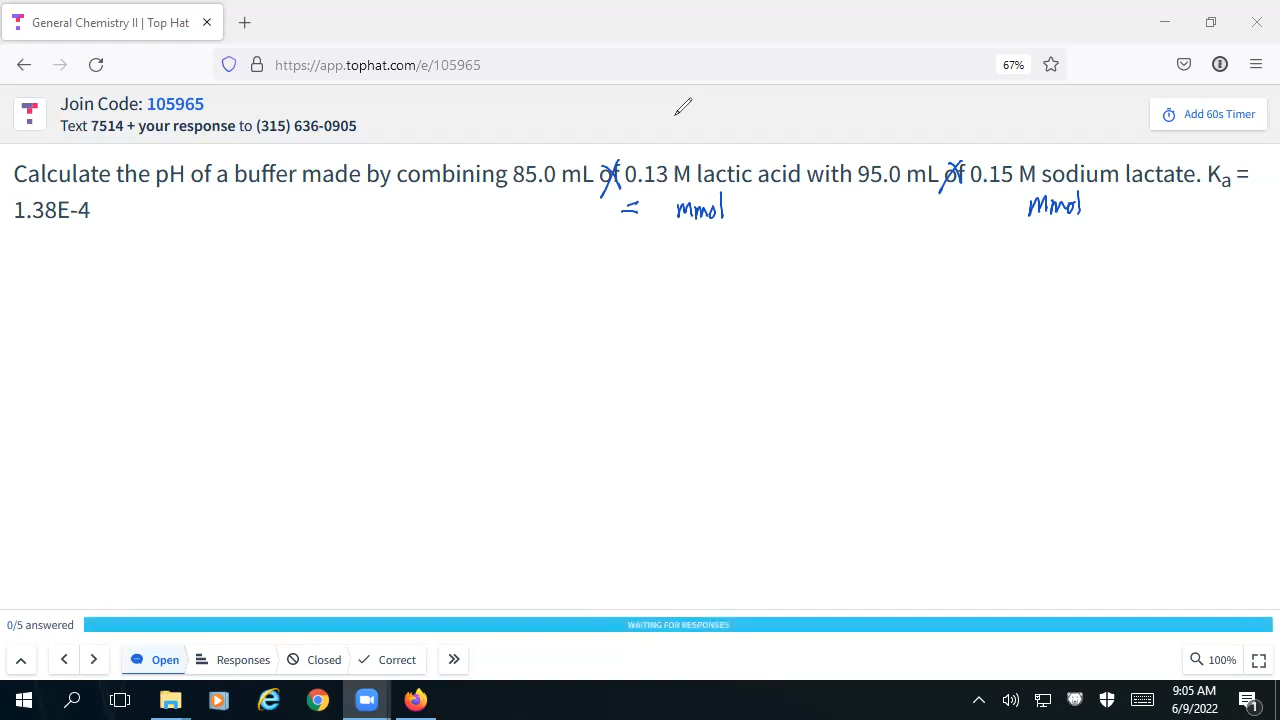 General Chemistry II | Top Hat
https://app.tophat.com/e/105965
67%
Join Code: 105965
Text 7514 + your response to (315) 636-0905
Add 60s Timer
Calculate the pH of a buffer made by combining 85.0 mL of 0.13 M lactic acid with 95.0 mL of 0.15 M sodium lactate. Ka =
1.38E-4
= mmol mmol
0/5 answered
WAITING FOR RESPONSES
Open
Responses
Closed
Correct
100%
9:05 AM
6/9/2022
1